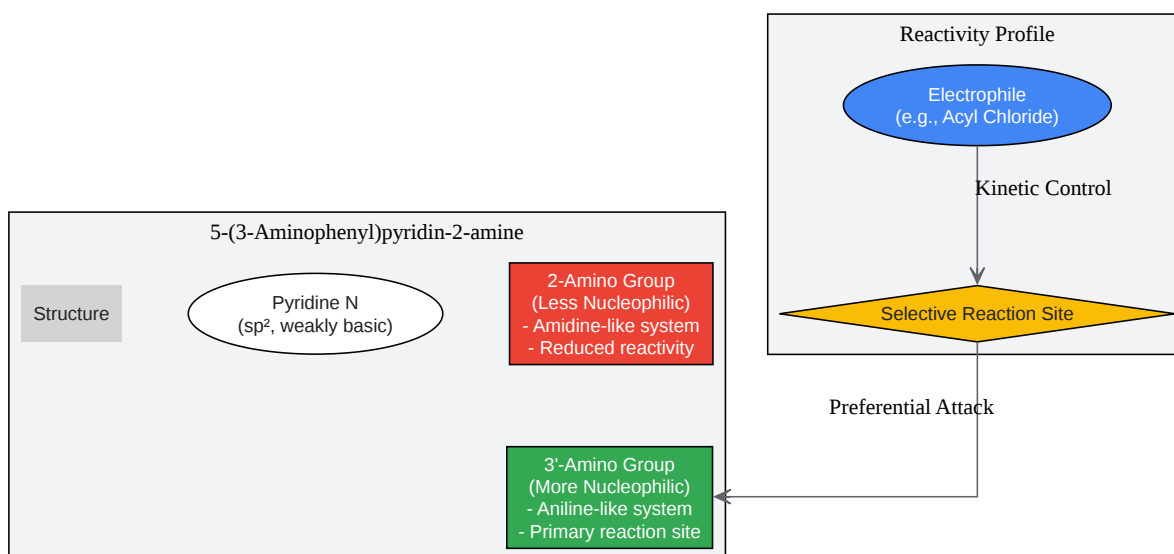 Reactivity Profile
Electrophile
(e.g., Acyl Chloride)
Kinetic Control
Selective Reaction Site
Preferential Attack
5-(3-Aminophenyl)pyridin-2-amine
Structure
Pyridine N
(sp², weakly basic)
2-Amino Group
(Less Nucleophilic)
- Amidine-like system
- Reduced reactivity
3'-Amino Group
(More Nucleophilic)
- Aniline-like system
- Primary reaction site